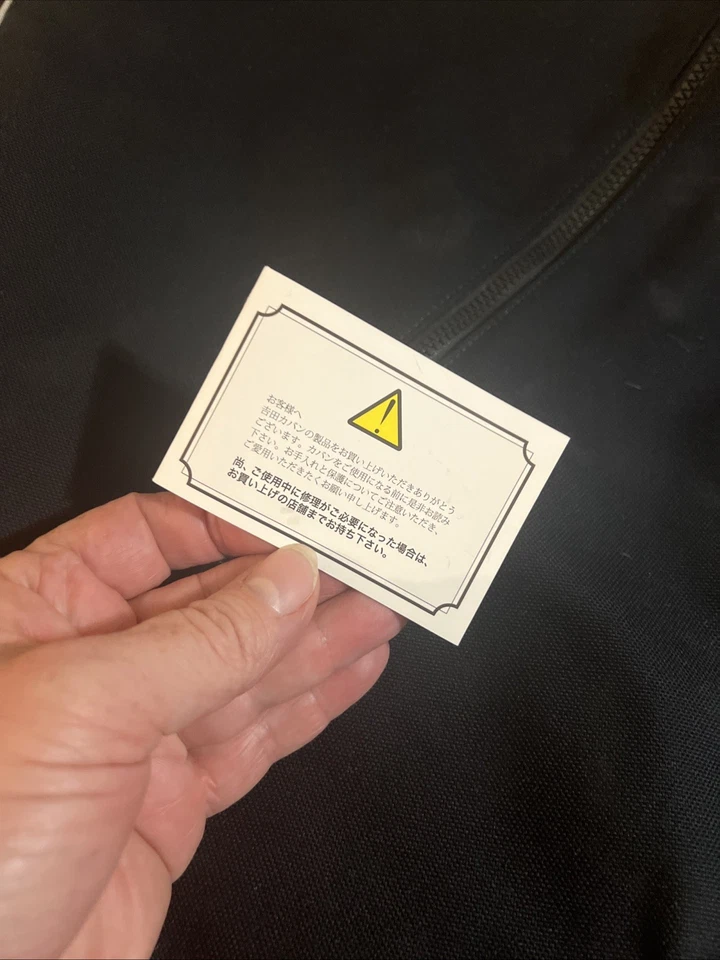 お客様へ
吉田カバンの製品をお買い上げいただきありがとう
ございます。カバンをご使用になる前に是非お読み
下さい。お手入れと保護についてご注意いただき、
ご愛用いただきたくお願い申し上げます。
尚、ご使用中に修理がご必要になった場合は、
お買い上げの店舗までお持ち下さい。